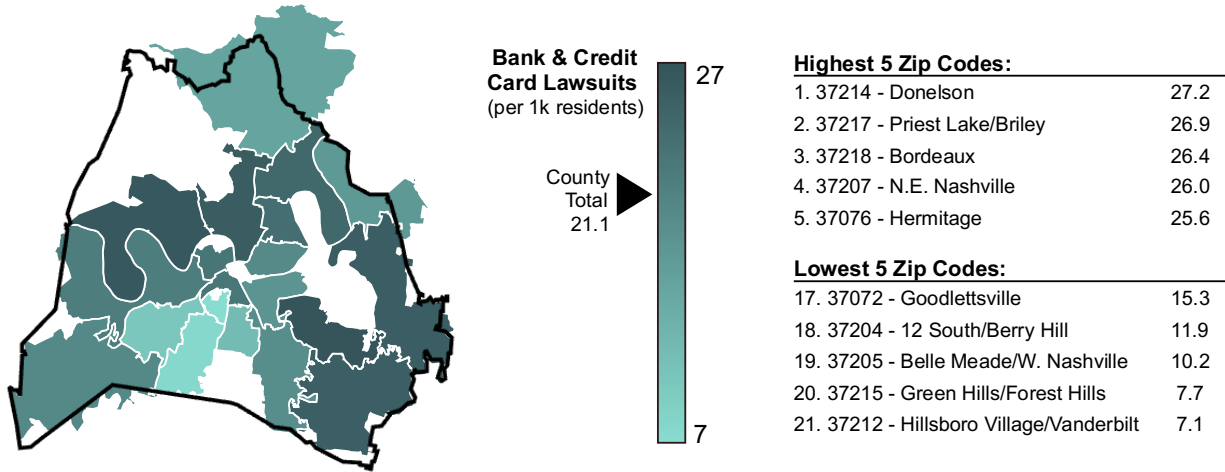 Bank & Credit
Card Lawsuits
(per 1k residents)
27
County
Total
21.1
7
Highest 5 Zip Codes:
1. 37214 - Donelson 27.2
2. 37217 - Priest Lake/Briley 26.9
3. 37218 - Bordeaux 26.4
4. 37207 - N.E. Nashville 26.0
5. 37076 - Hermitage 25.6
Lowest 5 Zip Codes:
17. 37072 - Goodlettsville 15.3
18. 37204 - 12 South/Berry Hill 11.9
19. 37205 - Belle Meade/W. Nashville 10.2
20. 37215 - Green Hills/Forest Hills 7.7
21. 37212 - Hillsboro Village/Vanderbilt 7.1